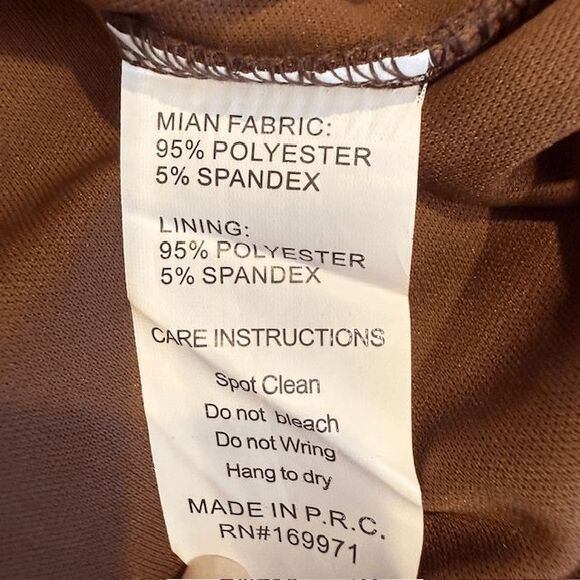 MIAN FABRIC:
95% POLYESTER
5% SPANDEX
LINING:
95% POLYESTER
5% SPANDEX
CARE INSTRUCTIONS
Spot Clean
Do not bleach
Do not Wring
Hang to dry
MADE IN P.R.C.
RN#169971